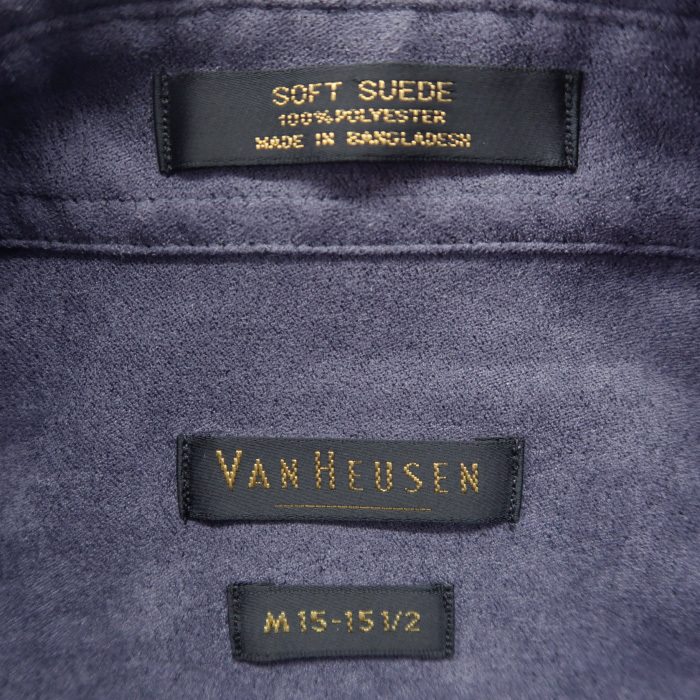 SOFT SUEDE
100% POLYESTER
MADE IN BANGLADESH
VAN HEUSEN
M 15-15 1/2